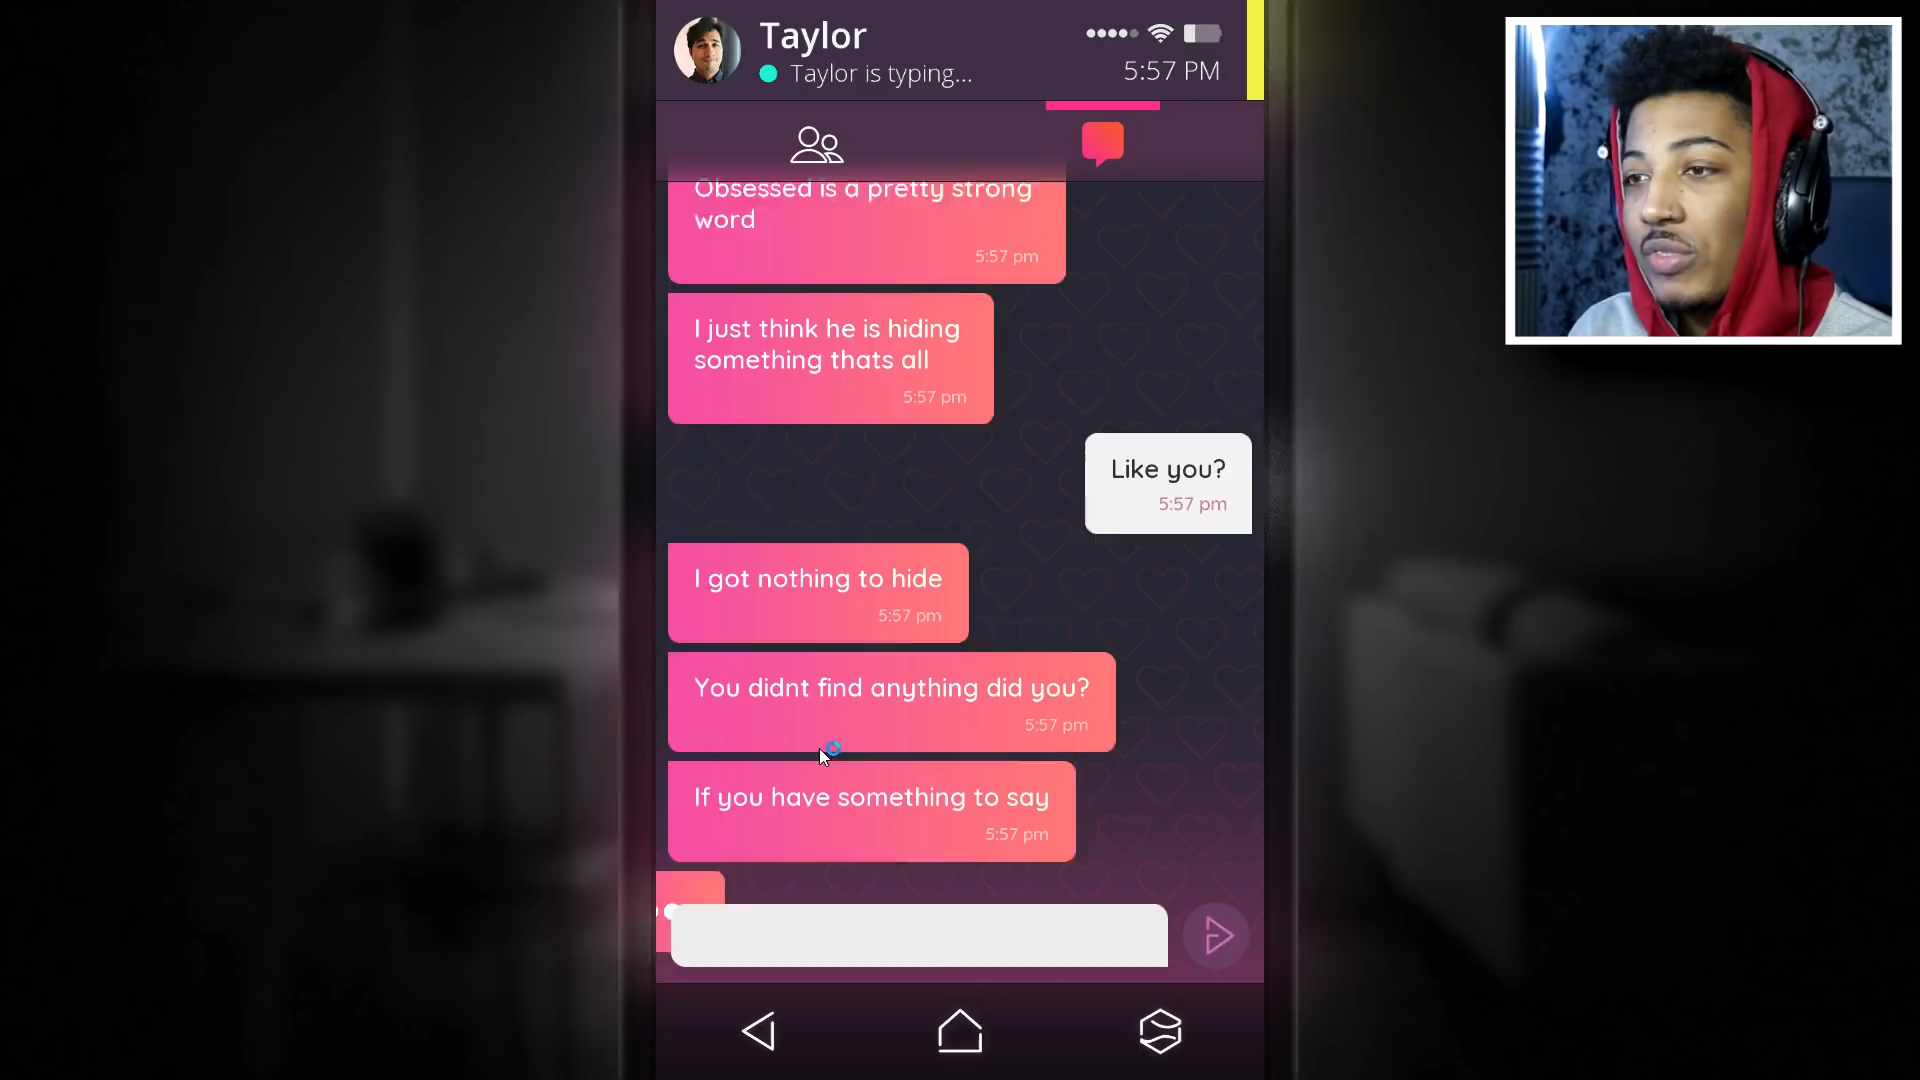 Taylor
Taylor is typing...
5:57 PM
Obsessed is a pretty strong
word
5:57 pm
I just think he is hiding
something thats all
5:57 pm
Like you?
5:57 pm
I got nothing to hide
5:57 pm
You didnt find anything did you?
5:57 pm
If you have something to say
5:57 pm